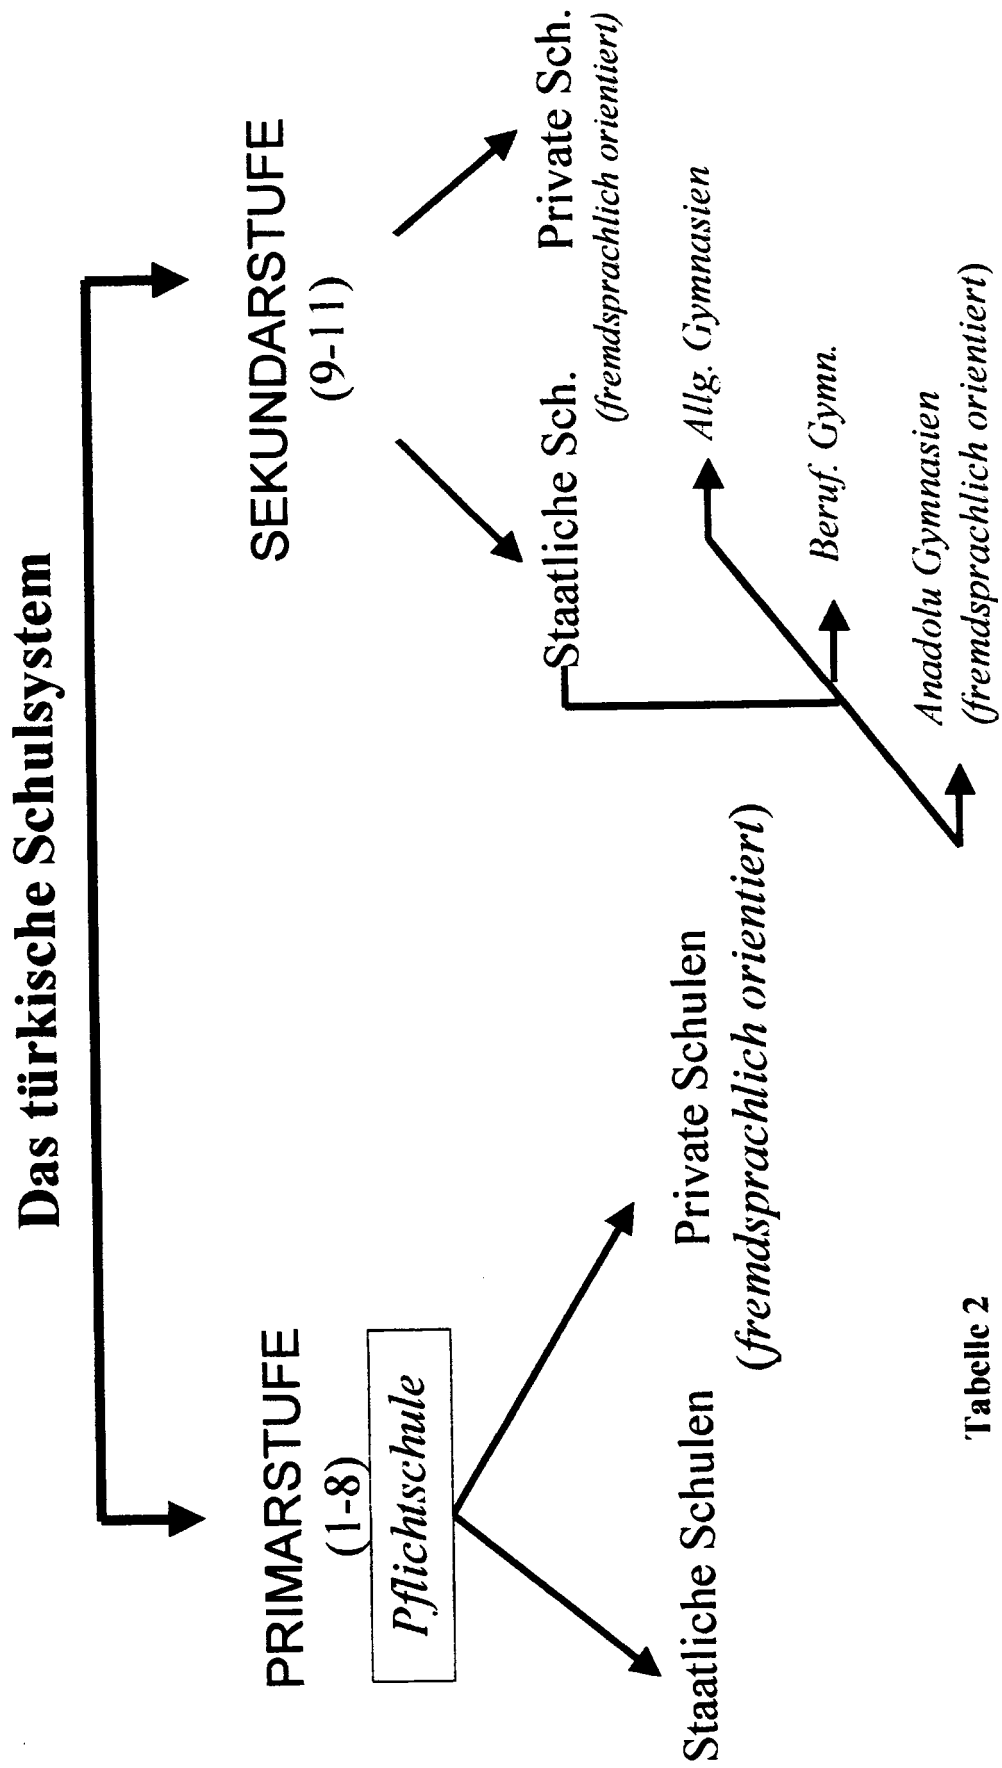 Das türkische Schulsystem
PRIMARSTUFE
(1-8)
Pflichtschule
Staatliche Schulen
Private Schulen
(fremdsprachlich orientiert)
SEKUNDARSTUFE
(9-11)
Staatliche Sch.
Private Sch.
(fremdsprachlich orientiert)
Allg. Gymnasien
Beruf. Gymn.
Anadolu Gymnasien
(fremdsprachlich orientiert)
Tabelle 2